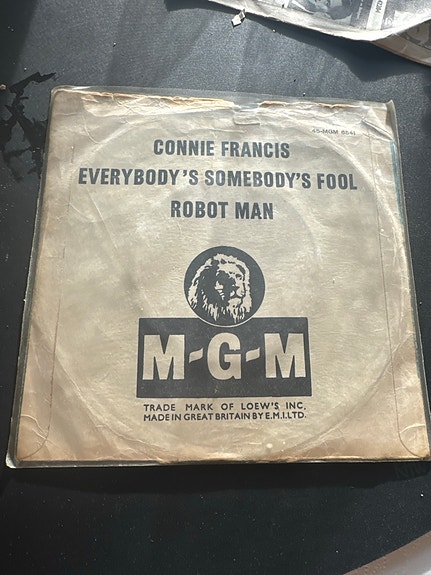 45-MGM 8641
CONNIE FRANCIS
EVERYBODY'S SOMEBODY'S FOOL
ROBOT MAN
M-G-M
TRADE MARK OF LOEW'S INC.
MADE IN GREAT BRITAIN BY E.M.I. LTD.